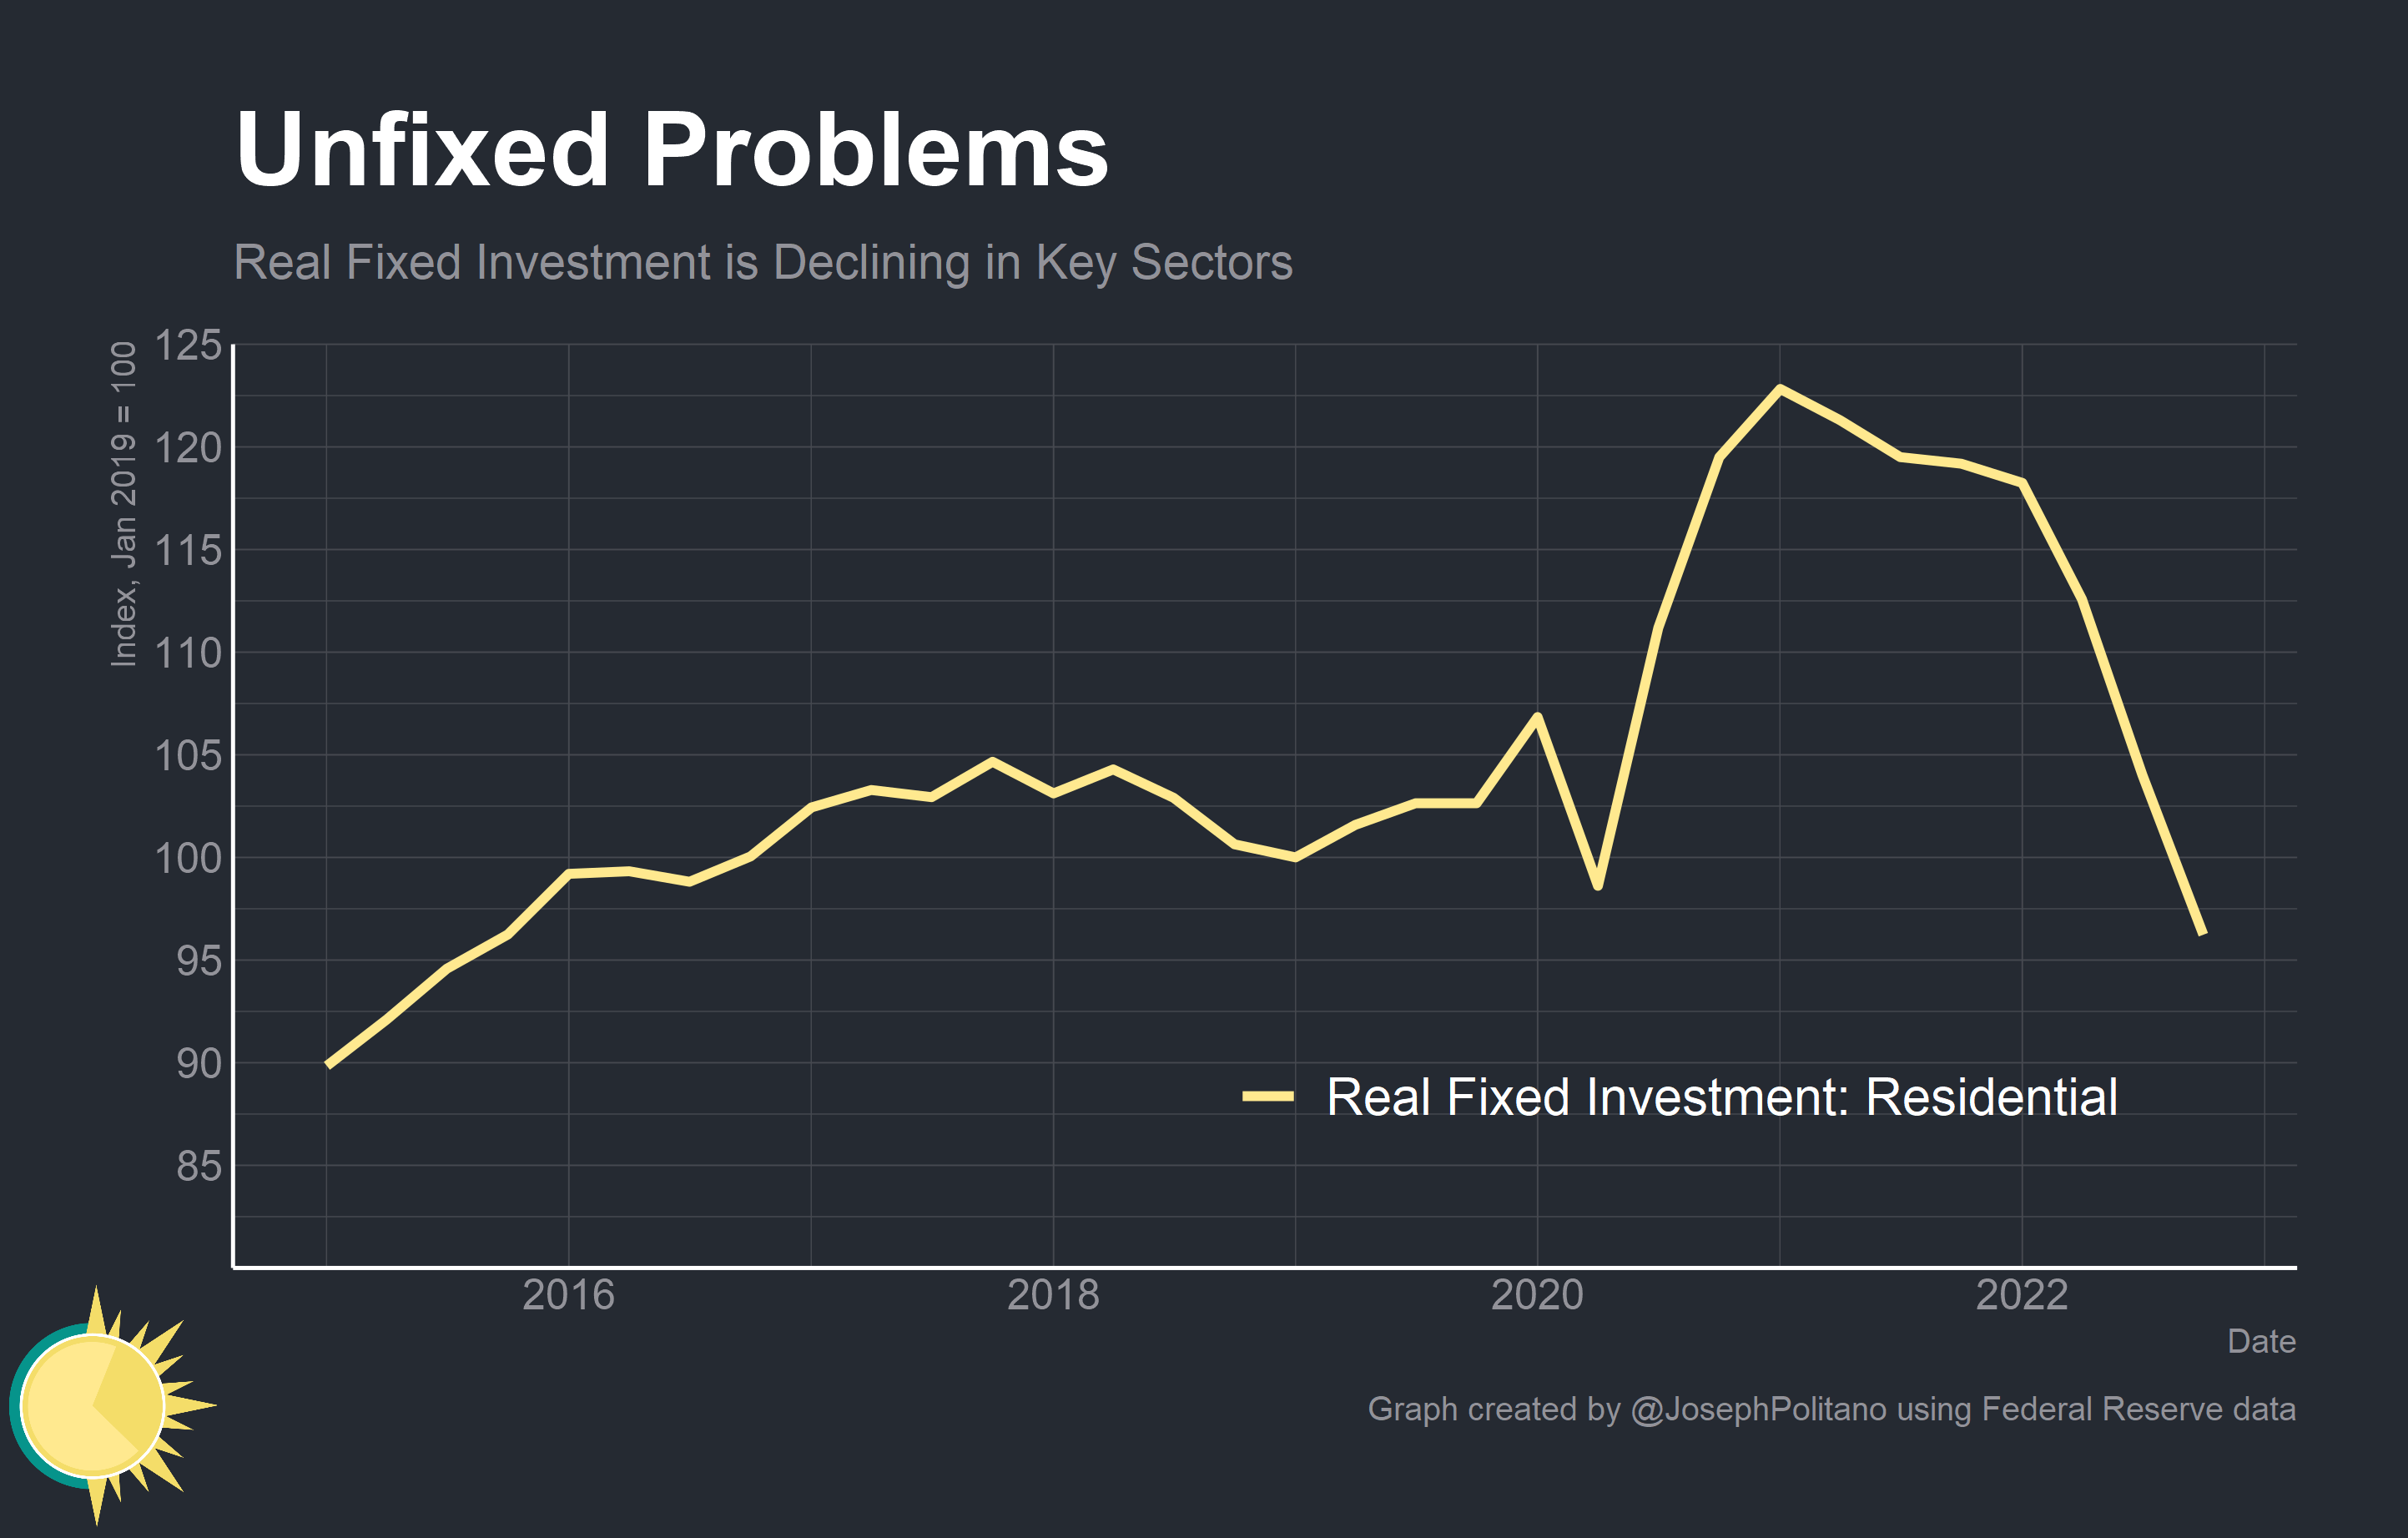 Unfixed Problems
Real Fixed Investment is Declining in Key Sectors
Index, Jan 2019 = 100
125
120
115
110
105
100
95
90
85
Real Fixed Investment: Residential
2016 2018 2020 2022
Date
Graph created by @JosephPolitano using Federal Reserve data